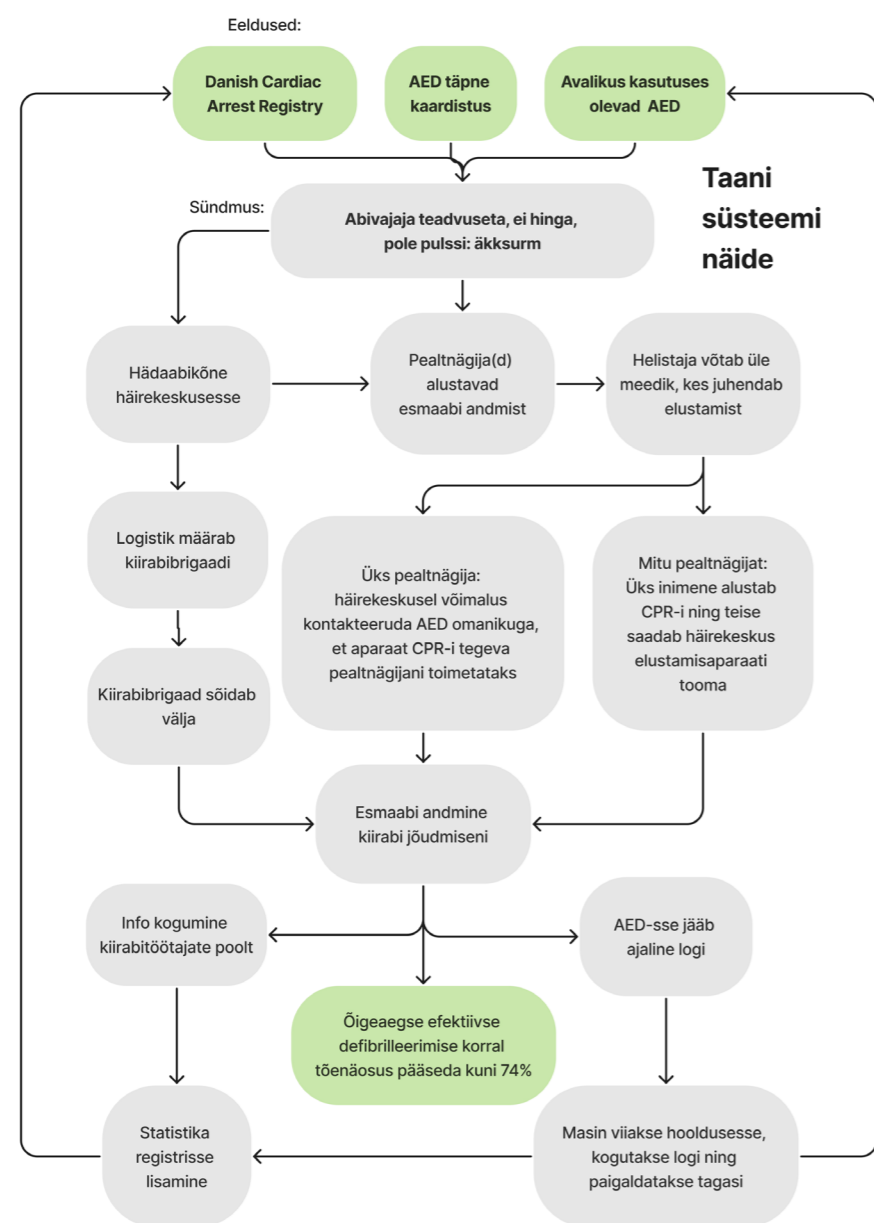 Eeldused:
Danish Cardiac
Arrest Registry
AED täpne
kaardistus
Avalikus kasutuses
olevad AED
Taani
süsteemi
näide
Sündmus:
Abivajaja teadvuseta, ei hinga,
pole pulssi: äkksurm
Hädaabikõne
häirekeskusesse
Pealtnägija(d)
alustavad
esmaabi andmist
Helistaja võtab üle
meedik, kes juhendab
elustamist
Logistik määrab
kiirabibrigaadi
Üks pealtnägija:
häirekeskusel võimalus
kontakteeruda AED omanikuga,
et aparaat CPR-i tegeva
pealtnägijani toimetataks
Mitu pealtnägijat:
Üks inimene alustab
CPR-i ning teise
saadab häirekeskus
elustamisaparaati
tooma
Kiirabibrigaad sõidab
välja
Esmaabi andmine
kiirabi jõudmiseni
Info kogumine
kiirabitöötajate poolt
AED-sse jääb
ajaline logi
Õigeaegse efektiivse
defibrilleerimise korral
tõenäosus pääseda kuni 74%
Statistika
registrisse
lisamine
Masin viiakse hooldusesse,
kogutakse logi ning
paigaldatakse tagasi